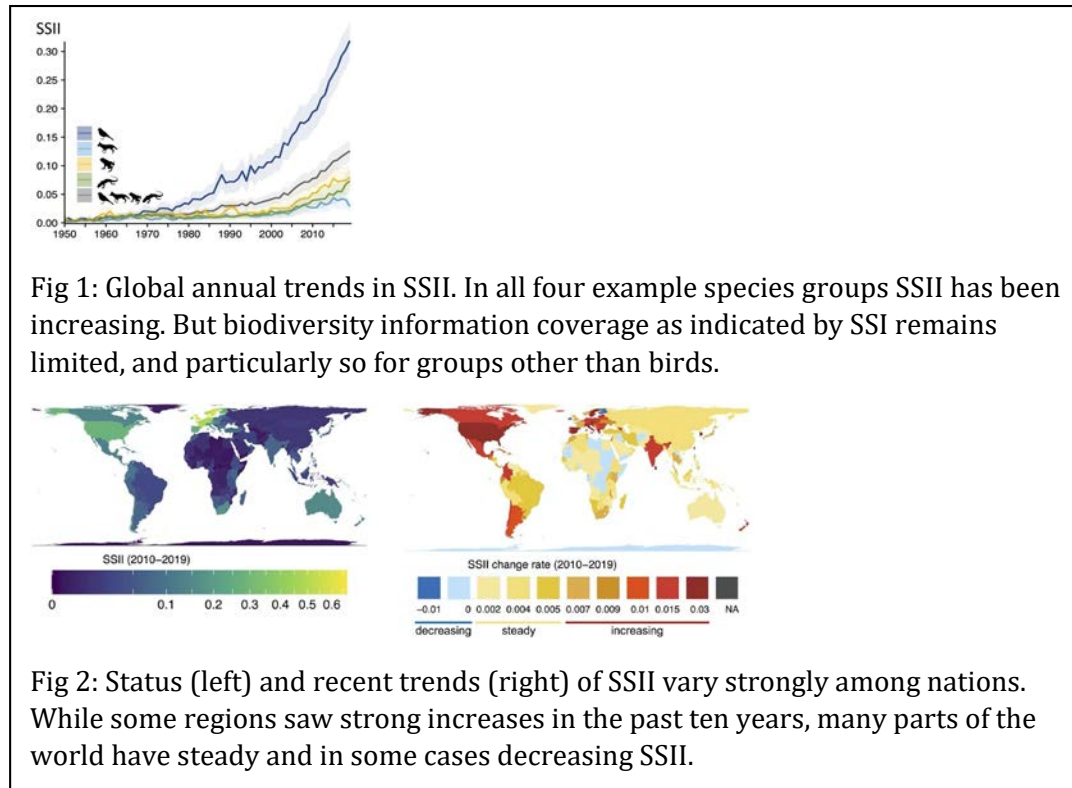 SSII
0.30
0.25
0.20
0.15
0.10
0.05
0.00
1950 1960 1970 1980 1990 2000 2010
Fig 1: Global annual trends in SSII. In all four example species groups SSII has been
increasing. But biodiversity information coverage as indicated by SSI remains
limited, and particularly so for groups other than birds.
SSII (2010–2019)
0 0.1 0.2 0.3 0.4 0.5 0.6
SSII change rate (2010–2019)
−0.01 0 0.002 0.004 0.005 0.007 0.009 0.01 0.015 0.03 NA
decreasing steady increasing
Fig 2: Status (left) and recent trends (right) of SSII vary strongly among nations.
While some regions saw strong increases in the past ten years, many parts of the
world have steady and in some cases decreasing SSII.